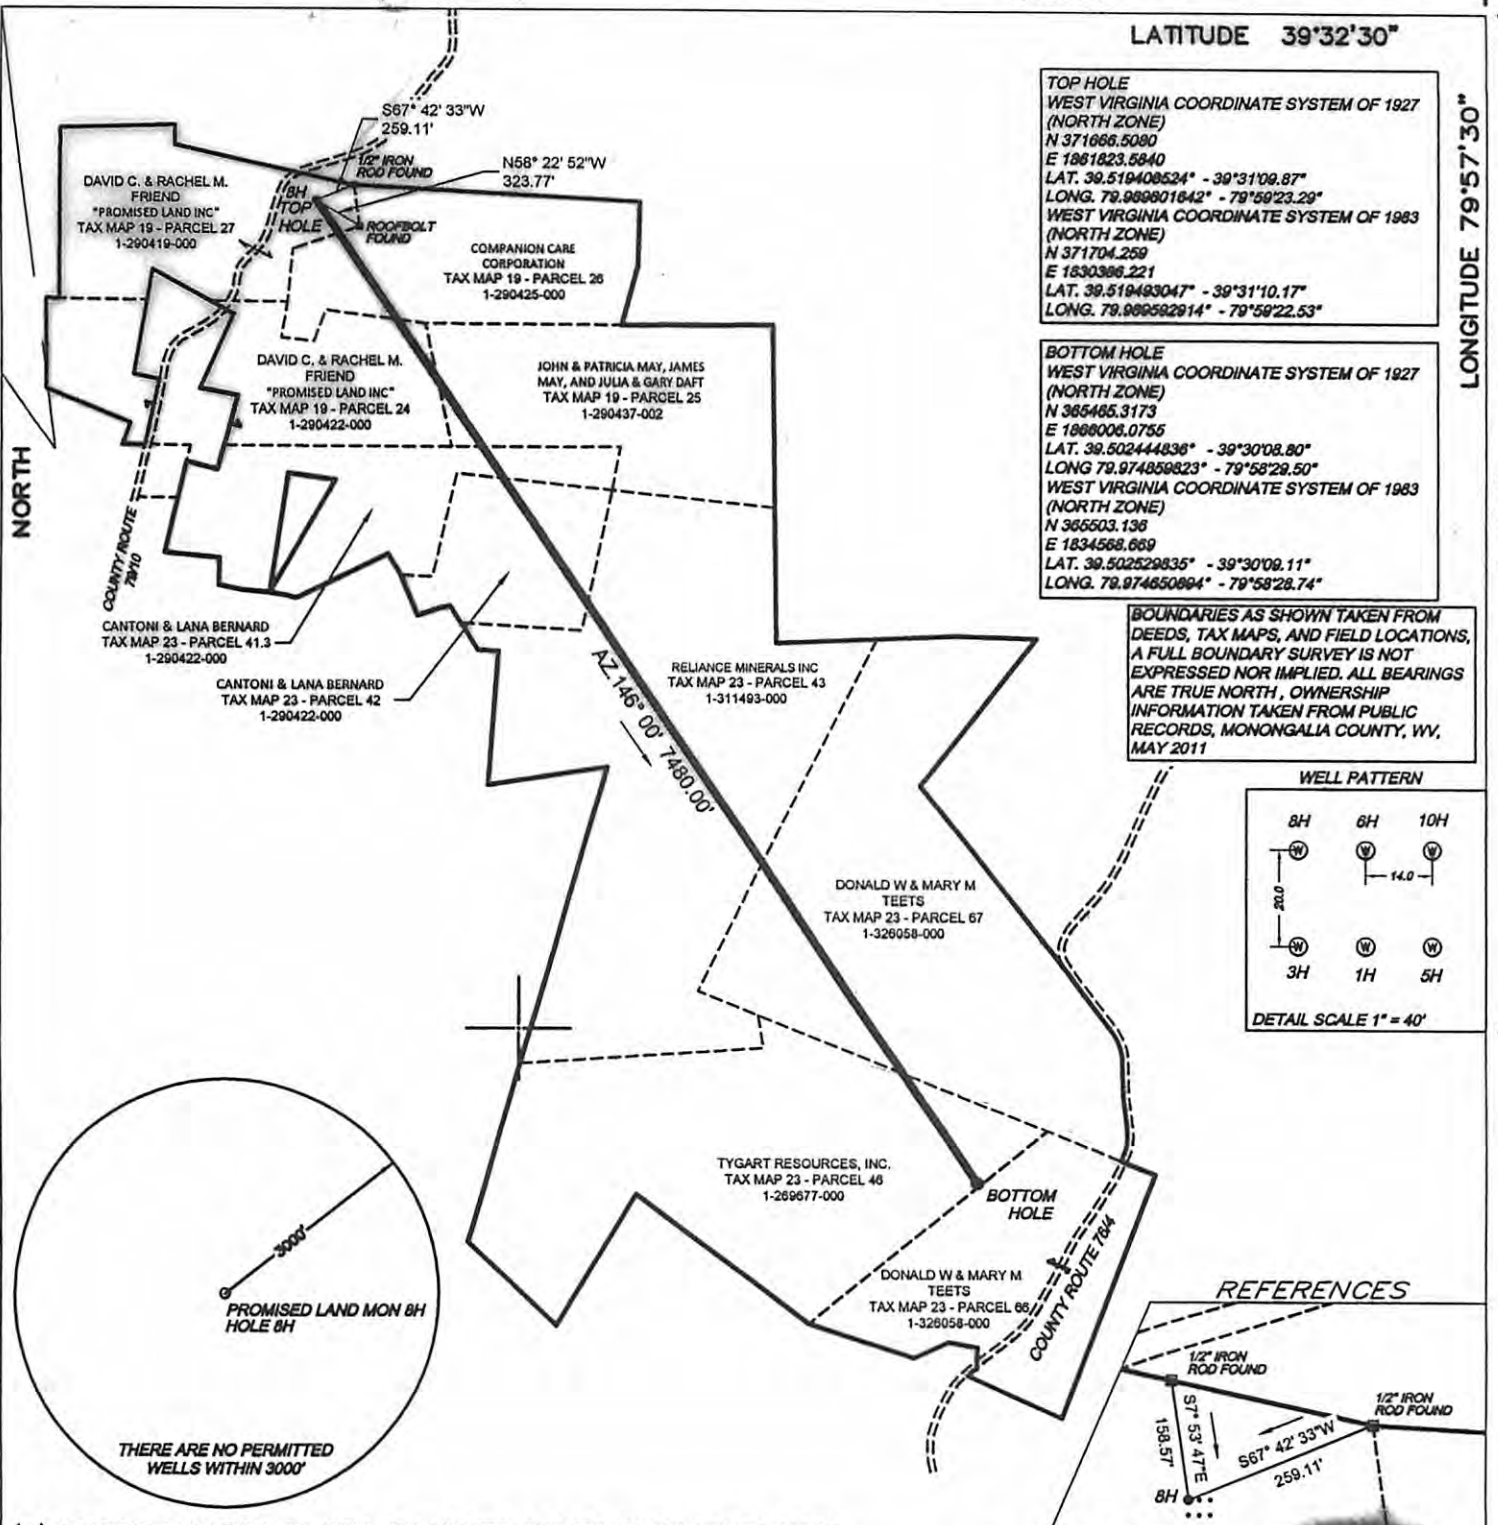 LATITUDE 39°32'30"
LONGITUDE 79°57'30"
TOP HOLE
WEST VIRGINIA COORDINATE SYSTEM OF 1927
(NORTH ZONE)
N 371666.5080
E 1861823.5840
LAT. 39.519408524° - 39°31'09.87"
LONG. 79.989801642° - 79°59'23.29"
WEST VIRGINIA COORDINATE SYSTEM OF 1983
(NORTH ZONE)
N 371704.259
E 1830386.221
LAT. 39.519493047° - 39°31'10.17"
LONG. 79.989592914° - 79°59'22.53"
BOTTOM HOLE
WEST VIRGINIA COORDINATE SYSTEM OF 1927
(NORTH ZONE)
N 365465.3173
E 1866006.0755
LAT. 39.502444836° - 39°30'08.80"
LONG 79.974859823° - 79°58'29.50"
WEST VIRGINIA COORDINATE SYSTEM OF 1983
(NORTH ZONE)
N 365503.136
E 1834568.669
LAT. 39.502529835° - 39°30'09.11"
LONG. 79.974650894° - 79°58'28.74"
BOUNDARIES AS SHOWN TAKEN FROM
DEEDS, TAX MAPS, AND FIELD LOCATIONS,
A FULL BOUNDARY SURVEY IS NOT
EXPRESSED NOR IMPLIED. ALL BEARINGS
ARE TRUE NORTH , OWNERSHIP
INFORMATION TAKEN FROM PUBLIC
RECORDS, MONONGALIA COUNTY, WV,
MAY 2011
WELL PATTERN
8H 6H 10H
W W W
14.0
20.0
W W W
3H 1H 5H
DETAIL SCALE 1" = 40'
S67° 42' 33"W
259.11'
1/2" IRON
ROD FOUND
N58° 22' 52"W
323.77'
8H
TOP
HOLE
ROOFBOLT
FOUND
DAVID C. & RACHEL M.
FRIEND
"PROMISED LAND INC"
TAX MAP 19 - PARCEL 27
1-290419-000
COMPANION CARE
CORPORATION
TAX MAP 19 - PARCEL 26
1-290425-000
DAVID C. & RACHEL M.
FRIEND
"PROMISED LAND INC"
TAX MAP 19 - PARCEL 24
1-290422-000
JOHN & PATRICIA MAY, JAMES
MAY, AND JULIA & GARY DAFT
TAX MAP 19 - PARCEL 25
1-290437-002
NORTH
COUNTY ROUTE
78/10
CANTONI & LANA BERNARD
TAX MAP 23 - PARCEL 41.3
1-290422-000
CANTONI & LANA BERNARD
TAX MAP 23 - PARCEL 42
1-290422-000
RELIANCE MINERALS INC
TAX MAP 23 - PARCEL 43
1-311493-000
AZ.146° 00' 7480.00'
DONALD W & MARY M
TEETS
TAX MAP 23 - PARCEL 67
1-326058-000
TYGART RESOURCES, INC.
TAX MAP 23 - PARCEL 46
1-269677-000
BOTTOM
HOLE
DONALD W & MARY M
TEETS
TAX MAP 23 - PARCEL 66
1-326058-000
COUNTY ROUTE 76/4
3000'
PROMISED LAND MON 8H
HOLE 8H
THERE ARE NO PERMITTED
WELLS WITHIN 3000'
REFERENCES
1/2" IRON
ROD FOUND
1/2" IRON
ROD FOUND
S7° 53' 47"E
158.57'
S67° 42' 33"W
259.11'
8H